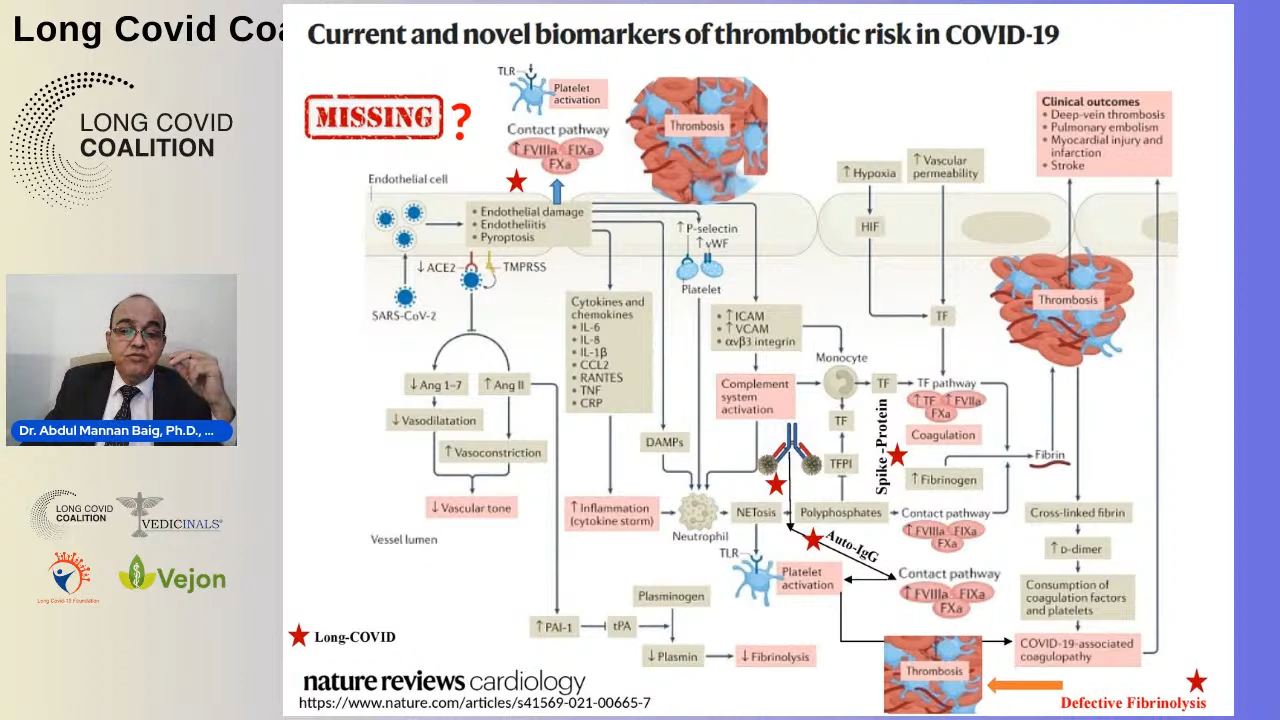 Long Covid Coa
Current and novel biomarkers of thrombotic risk in COVID-19
LONG COVID
COALITION
MISSING ?
TLR
Platelet
activation
Contact pathway
↑ FVIIIa FIXa
FXa
Thrombosis
Clinical outcomes
• Deep-vein thrombosis
• Pulmonary embolism
• Myocardial injury and
infarction
• Stroke
↑ Hypoxia
↑ Vascular
permeability
Endothelial cell
• Endothelial damage
• Endotheliitis
• Pyroptosis
↑ P-selectin
↑ vWF
HIF
↓ ACE2
TMPRSS
Platelet
SARS-CoV-2
Cytokines and
chemokines
• IL-6
• IL-8
• IL-1β
• CCL2
• RANTES
• TNF
• CRP
• ↑ ICAM
• ↑ VCAM
• αvβ3 integrin
TF
Thrombosis
Monocyte
↓ Ang 1–7
↑ Ang II
Complement
system
activation
TF
TF pathway
↑ TF ↑ FVIIa
FXa
Coagulation
↓ Vasodilatation
↑ Vasoconstriction
DAMPs
TF
TFPI
Spike -Protein
Fibrin
↑ Fibrinogen
↓ Vascular tone
↑ Inflammation
(cytokine storm)
Neutrophil
NETosis
Polyphosphates
Contact pathway
↑ FVIIIa FIXa
FXa
Cross-linked fibrin
Vessel lumen
Auto-IgG
↑ D-dimer
TLR
Platelet
activation
Contact pathway
↑ FVIIIa FIXa
FXa
Consumption of
coagulation factors
and platelets
Plasminogen
↑ PAI-1
tPA
↓ Plasmin
↓ Fibrinolysis
COVID-19-associated
coagulopathy
Thrombosis
Long-COVID
Defective Fibrinolysis
nature reviews cardiology
https://www.nature.com/articles/s41569-021-00665-7
Dr. Abdul Mannan Baig, Ph.D., ...
LONG COVID
COALITION
VEDICINALS®
Long Covid-19 Foundation
Vejon